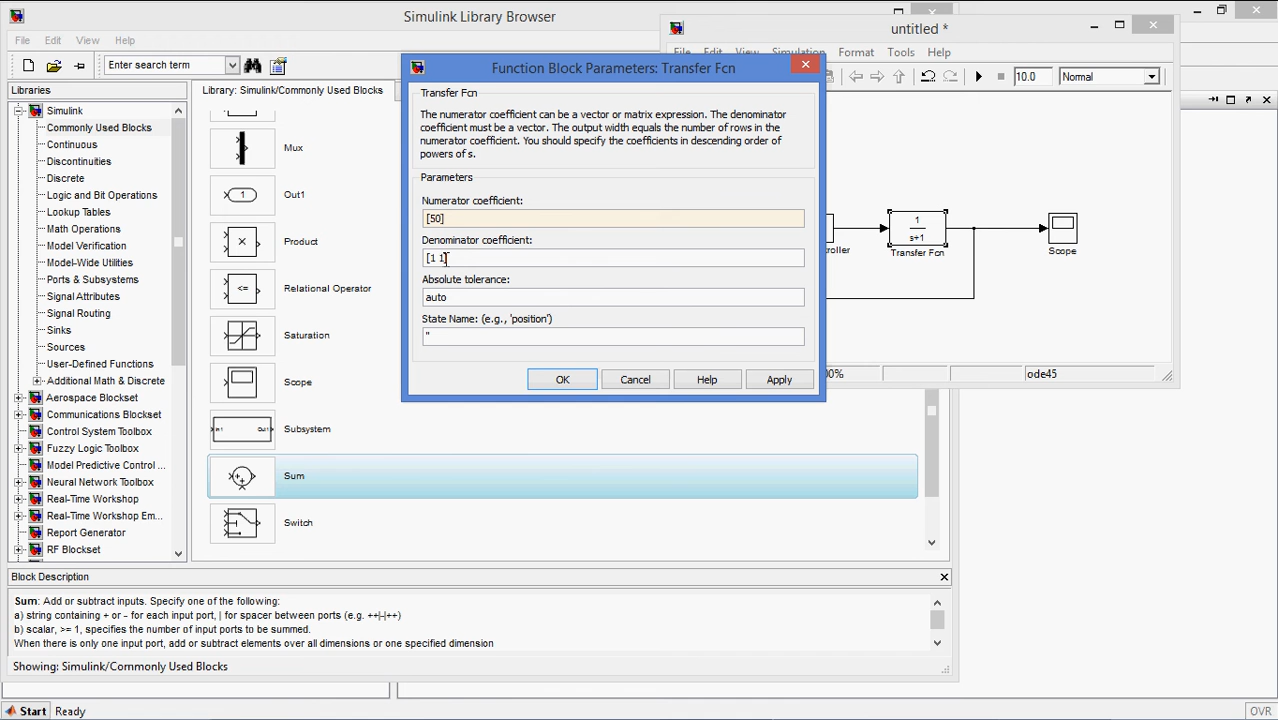 Simulink Library Browser
File Edit View Help
Enter search term
Libraries
Library: Simulink/Commonly Used Blocks
Simulink
Commonly Used Blocks
Continuous
Discontinuities
Discrete
Logic and Bit Operations
Lookup Tables
Math Operations
Model Verification
Model-Wide Utilities
Ports & Subsystems
Signal Attributes
Signal Routing
Sinks
Sources
User-Defined Functions
Additional Math & Discrete
Aerospace Blockset
Communications Blockset
Control System Toolbox
Fuzzy Logic Toolbox
Model Predictive Control ...
Neural Network Toolbox
Real-Time Workshop
Real-Time Workshop Em...
Report Generator
RF Blockset
Mux
1 Out1
× Product
<= Relational Operator
Saturation
Scope
In1 Out1 Subsystem
Sum
Switch
Block Description
Sum: Add or subtract inputs. Specify one of the following:
a) string containing + or - for each input port, | for spacer between ports (e.g. ++|-|++)
b) scalar, >= 1, specifies the number of input ports to be summed.
When there is only one input port, add or subtract elements over all dimensions or one specified dimension
Showing: Simulink/Commonly Used Blocks
Start Ready
OVR
untitled *
File Edit View Simulation Format Tools Help
10.0 Normal
1
s+1
Transfer Fcn
Scope
ode45
Function Block Parameters: Transfer Fcn
Transfer Fcn
The numerator coefficient can be a vector or matrix expression. The denominator
coefficient must be a vector. The output width equals the number of rows in the
numerator coefficient. You should specify the coefficients in descending order of
powers of s.
Parameters
Numerator coefficient:
[50]
Denominator coefficient:
[1 1]
Absolute tolerance:
auto
State Name: (e.g., 'position')
''
OK Cancel Help Apply